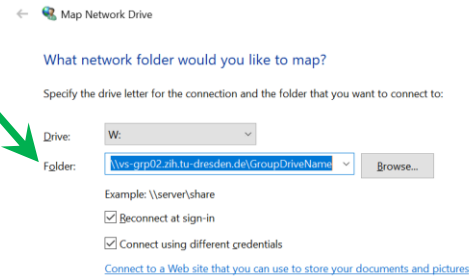 Map Network Drive
What network folder would you like to map?
Specify the drive letter for the connection and the folder that you want to connect to:
Drive: W:
Folder: \\vs-grp02.zih.tu-dresden.de\GroupDriveName Browse...
Example: \\server\share
Reconnect at sign-in
Connect using different credentials
Connect to a Web site that you can use to store your documents and pictures